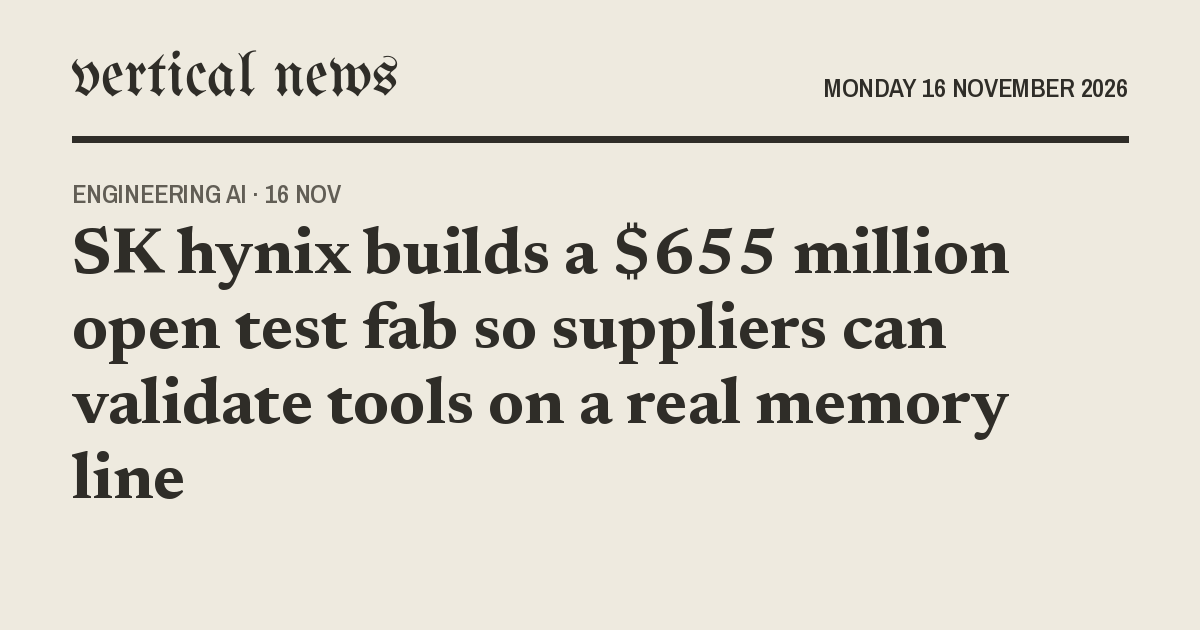 vertical news
MONDAY 16 NOVEMBER 2026
ENGINEERING AI · 16 NOV
SK hynix builds a $655 million
open test fab so suppliers can
validate tools on a real memory
line